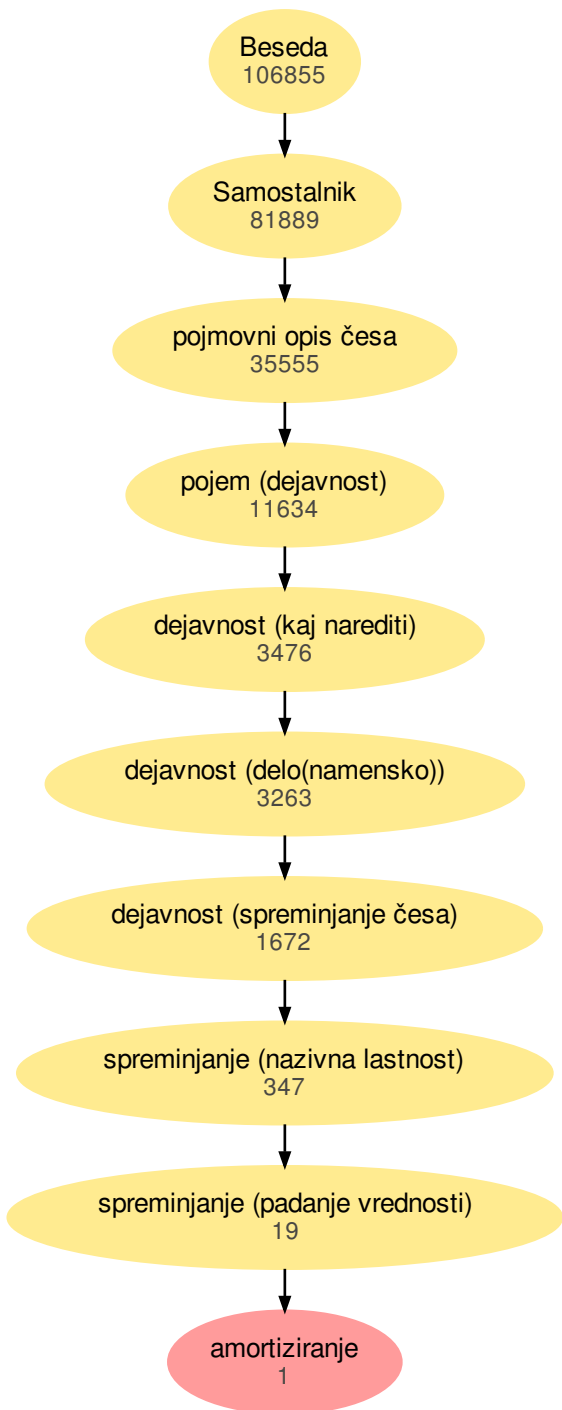 Beseda
106855
Samostalnik
81889
pojmovni opis česa
35555
pojem (dejavnost)
11634
dejavnost (kaj narediti)
3476
dejavnost (delo(namensko))
3263
dejavnost (spreminjanje česa)
1672
spreminjanje (nazivna lastnost)
347
spreminjanje (padanje vrednosti)
19
amortiziranje
1